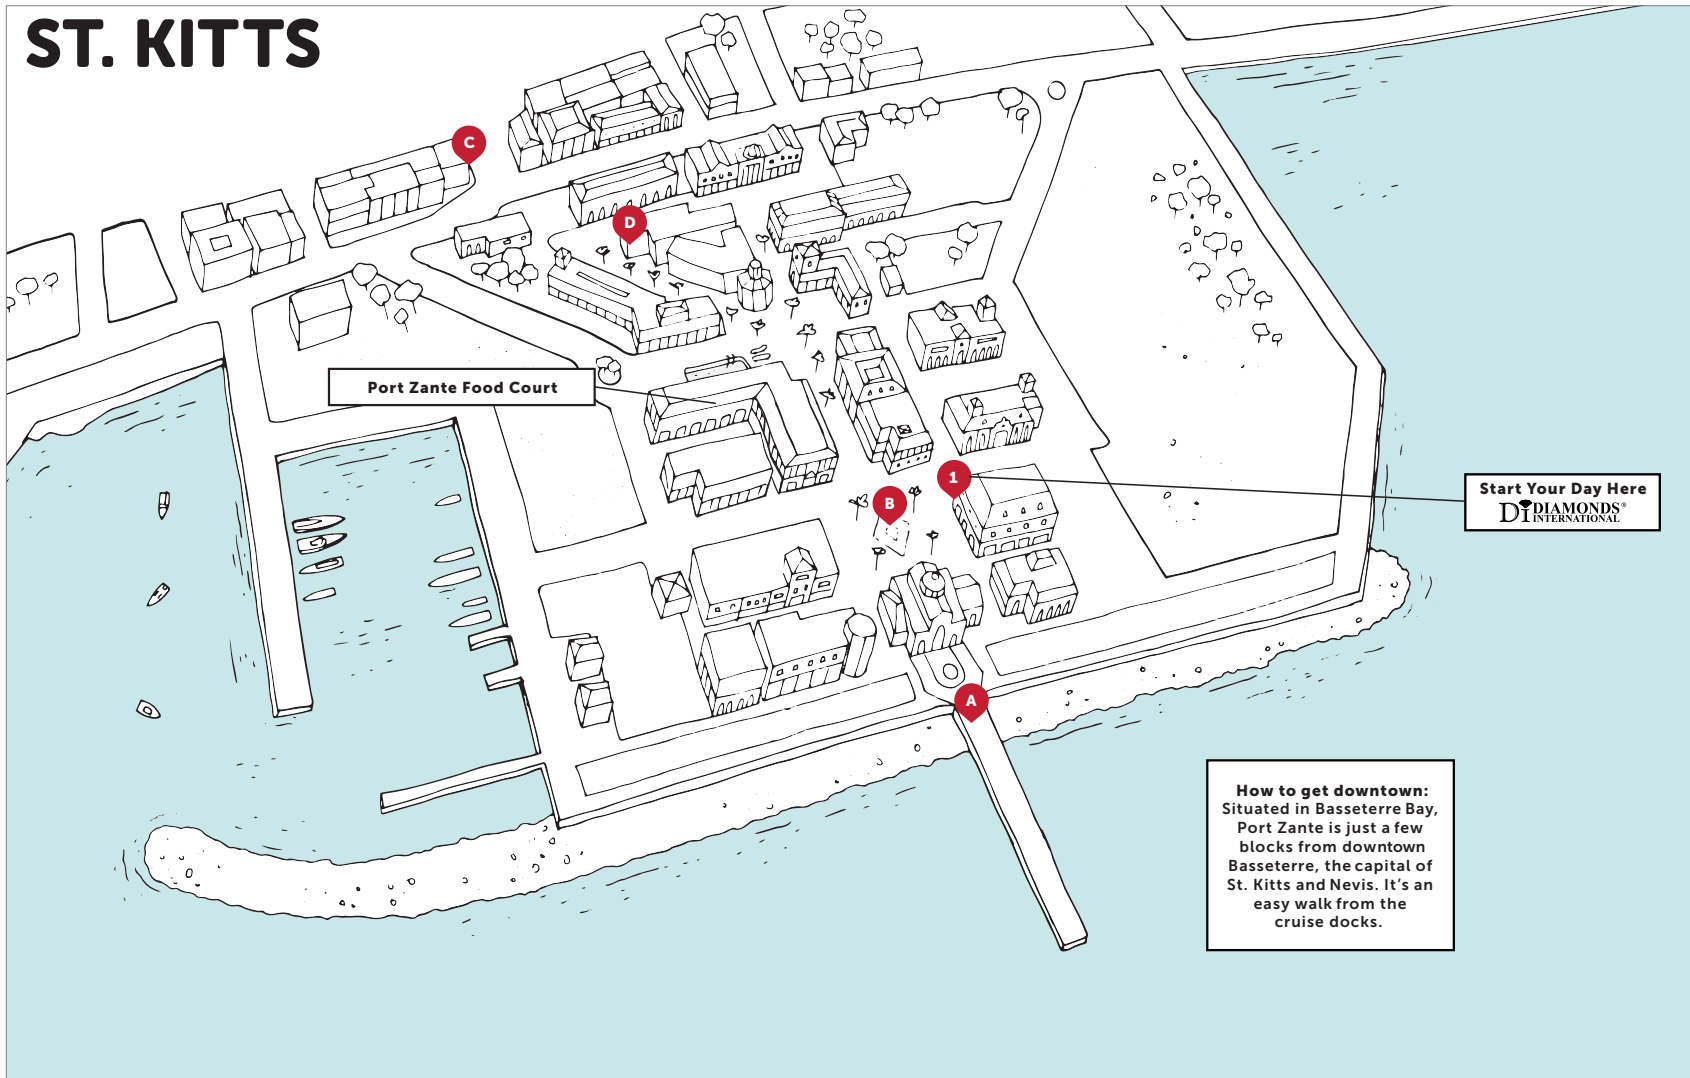 ST. KITTS
C
D
Port Zante Food Court
1
B
Start Your Day Here
DI DIAMONDS®
INTERNATIONAL
A
How to get downtown:
Situated in Basseterre Bay,
Port Zante is just a few
blocks from downtown
Basseterre, the capital of
St. Kitts and Nevis. It's an
easy walk from the
cruise docks.